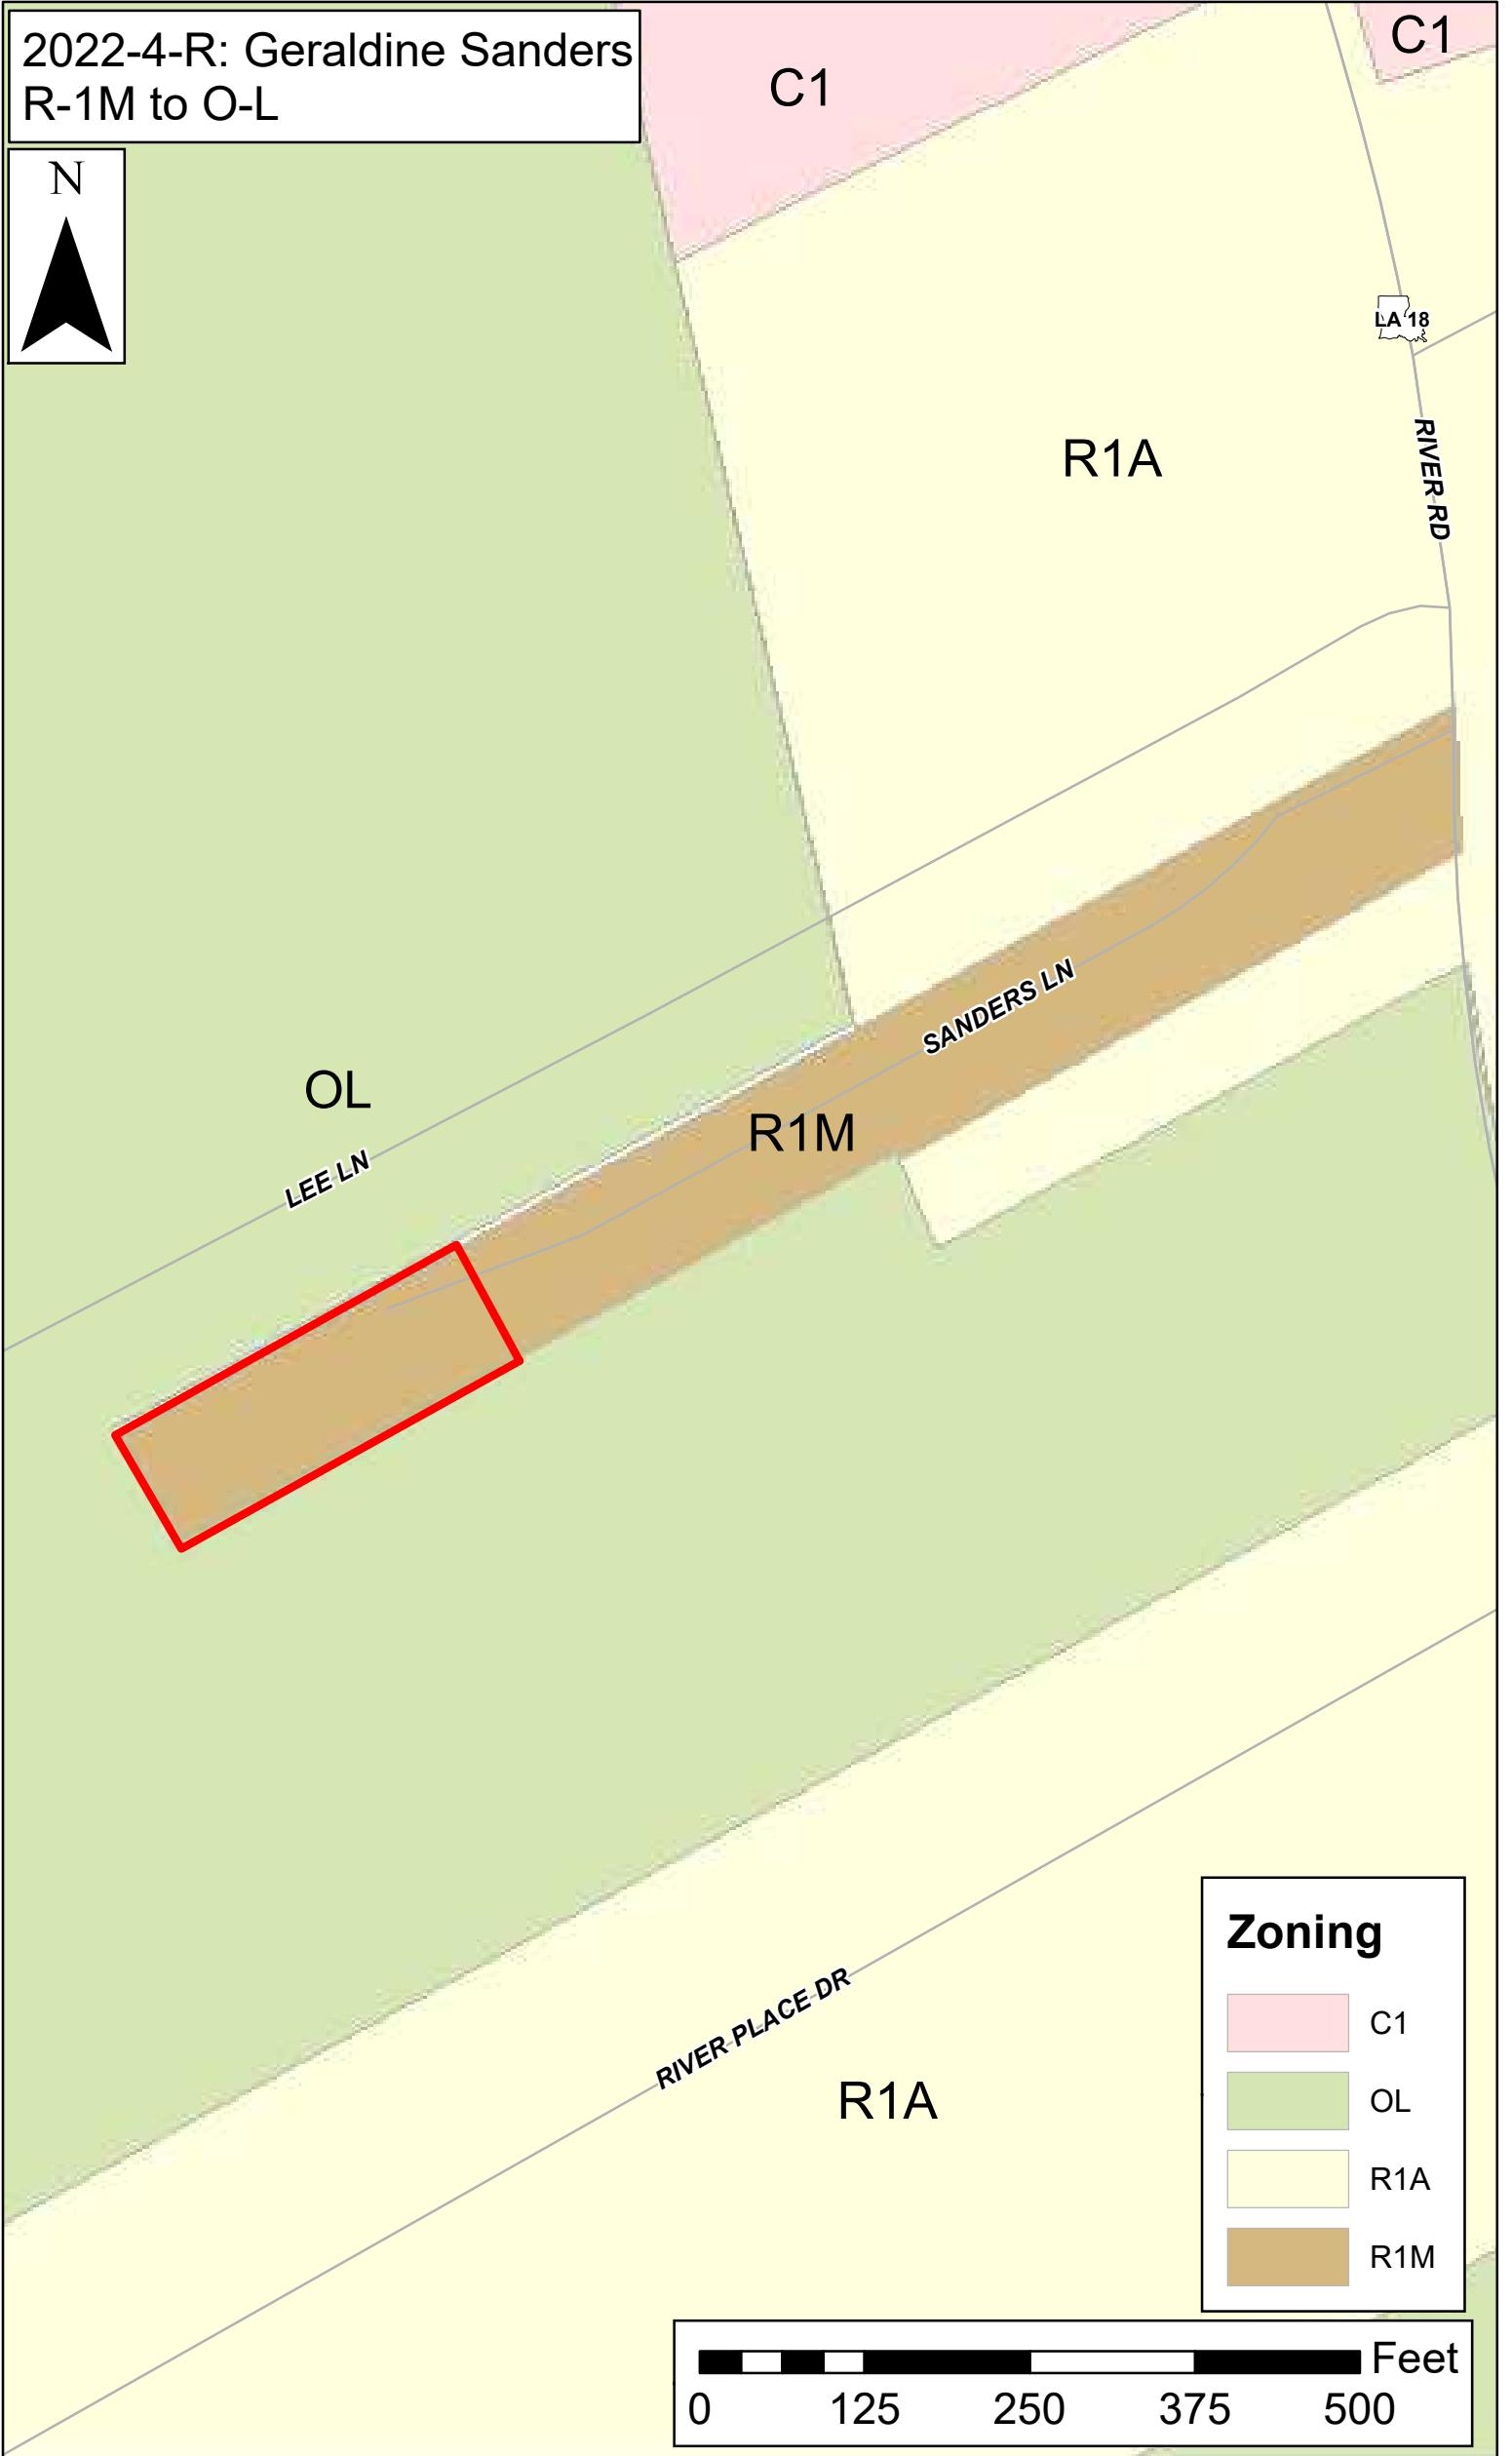 2022-4-R: Geraldine Sanders
R-1M to O-L
C1
C1
N
LA 18
R1A
RIVER RD
SANDERS LN
OL
R1M
LEE LN
RIVER PLACE DR
R1A
Zoning
C1
OL
R1A
R1M
Feet
0 125 250 375 500